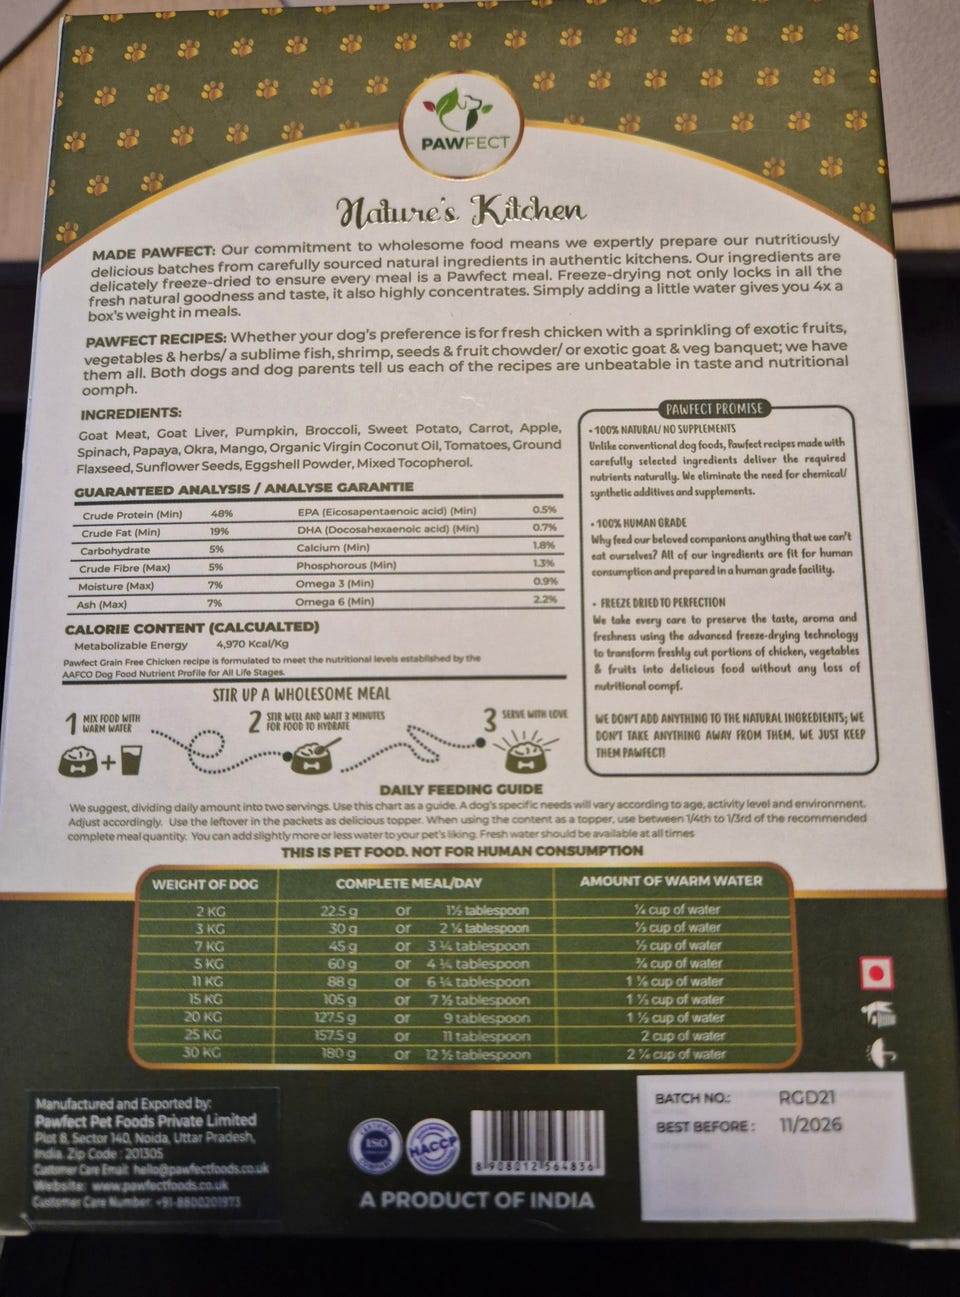 PAWFECT
Nature's Kitchen
MADE PAWFECT: Our commitment to wholesome food means we expertly prepare our nutritiously
delicious batches from carefully sourced natural ingredients in authentic kitchens. Our ingredients are
delicately freeze-dried to ensure every meal is a Pawfect meal. Freeze-drying not only locks in all the
fresh natural goodness and taste, it also highly concentrates. Simply adding a little water gives you 4x a
box's weight in meals.
PAWFECT RECIPES: Whether your dog's preference is for fresh chicken with a sprinkling of exotic fruits,
vegetables & herbs/ a sublime fish, shrimp, seeds & fruit chowder/ or exotic goat & veg banquet; we have
them all. Both dogs and dog parents tell us each of the recipes are unbeatable in taste and nutritional
oomph.
INGREDIENTS:
Goat Meat, Goat Liver, Pumpkin, Broccoli, Sweet Potato, Carrot, Apple,
Spinach, Papaya, Okra, Mango, Organic Virgin Coconut Oil, Tomatoes, Ground
Flaxseed, Sunflower Seeds, Eggshell Powder, Mixed Tocopherol.
GUARANTEED ANALYSIS / ANALYSE GARANTIE
Crude Protein (Min) 48% EPA (Eicosapentaenoic acid) (Min) 0.5%
Crude Fat (Min) 19% DHA (Docosahexaenoic acid) (Min) 0.7%
Carbohydrate 5% Calcium (Min) 1.8%
Crude Fibre (Max) 5% Phosphorous (Min) 1.3%
Moisture (Max) 7% Omega 3 (Min) 0.9%
Ash (Max) 7% Omega 6 (Min) 2.2%
CALORIE CONTENT (CALCUALTED)
Metabolizable Energy 4,970 Kcal/Kg
Pawfect Grain Free Chicken recipe is formulated to meet the nutritional levels established by the
AAFCO Dog Food Nutrient Profile for All Life Stages.
PAWFECT PROMISE
• 100% NATURAL/ NO SUPPLEMENTS
Unlike conventional dog foods, Pawfect recipes made with
carefully selected ingredients deliver the required
nutrients naturally. We eliminate the need for chemical/
synthetic additives and supplements.
• 100% HUMAN GRADE
Why feed our beloved companions anything that we can't
eat ourselves? All of our ingredients are fit for human
consumption and prepared in a human grade facility.
• FREEZE DRIED TO PERFECTION
We take every care to preserve the taste, aroma and
freshness using the advanced freeze-drying technology
to transform freshly cut portions of chicken, vegetables
& fruits into delicious food without any loss of
nutritional oompf.
WE DON'T ADD ANYTHING TO THE NATURAL INGREDIENTS; WE
DON'T TAKE ANYTHING AWAY FROM THEM. WE JUST KEEP
THEM PAWFECT!
STIR UP A WHOLESOME MEAL
1 MIX FOOD WITH
WARM WATER
2 STIR WELL AND WAIT 3 MINUTES
FOR FOOD TO HYDRATE
3 SERVE WITH LOVE
DAILY FEEDING GUIDE
We suggest, dividing daily amount into two servings. Use this chart as a guide. A dog's specific needs will vary according to age, activity level and environment.
Adjust accordingly. Use the leftover in the packets as delicious topper. When using the content as a topper, use between 1/4th to 1/3rd of the recommended
complete meal quantity. You can add slightly more or less water to your pet's liking. Fresh water should be available at all times
THIS IS PET FOOD. NOT FOR HUMAN CONSUMPTION
WEIGHT OF DOG COMPLETE MEAL/DAY AMOUNT OF WARM WATER
2 KG 22.5 g or tablespoon cup of water
3 KG 30 g or 2 ¼ tablespoon cup of water
7 KG 45 g or 3 ¼ tablespoon cup of water
5 KG 60 g or 4 ¼ tablespoon ¾ cup of water
11 KG 88 g or 6 ¼ tablespoon cup of water
15 KG 105 g or 7 ½ tablespoon cup of water
20 KG 127.5 g or 9 tablespoon 1 ½ cup of water
25 KG 157.5 g or 11 tablespoon 2 cup of water
30 KG 180 g or 12 ½ tablespoon 2 ¼ cup of water
Manufactured and Exported by:
Pawfect Pet Foods Private Limited
Plot 8, Sector 140, Noida, Uttar Pradesh,
India. Zip Code : 201305
Customer Care Email: hello@pawfectfoods.co.uk
Website: www.pawfectfoods.co.uk
Customer Care Number: +91-8800201973
CERTIFIED
ISO
COMPANY
HACCP
8 908012 564836
A PRODUCT OF INDIA
BATCH NO.: RGD21
BEST BEFORE : 11/2026